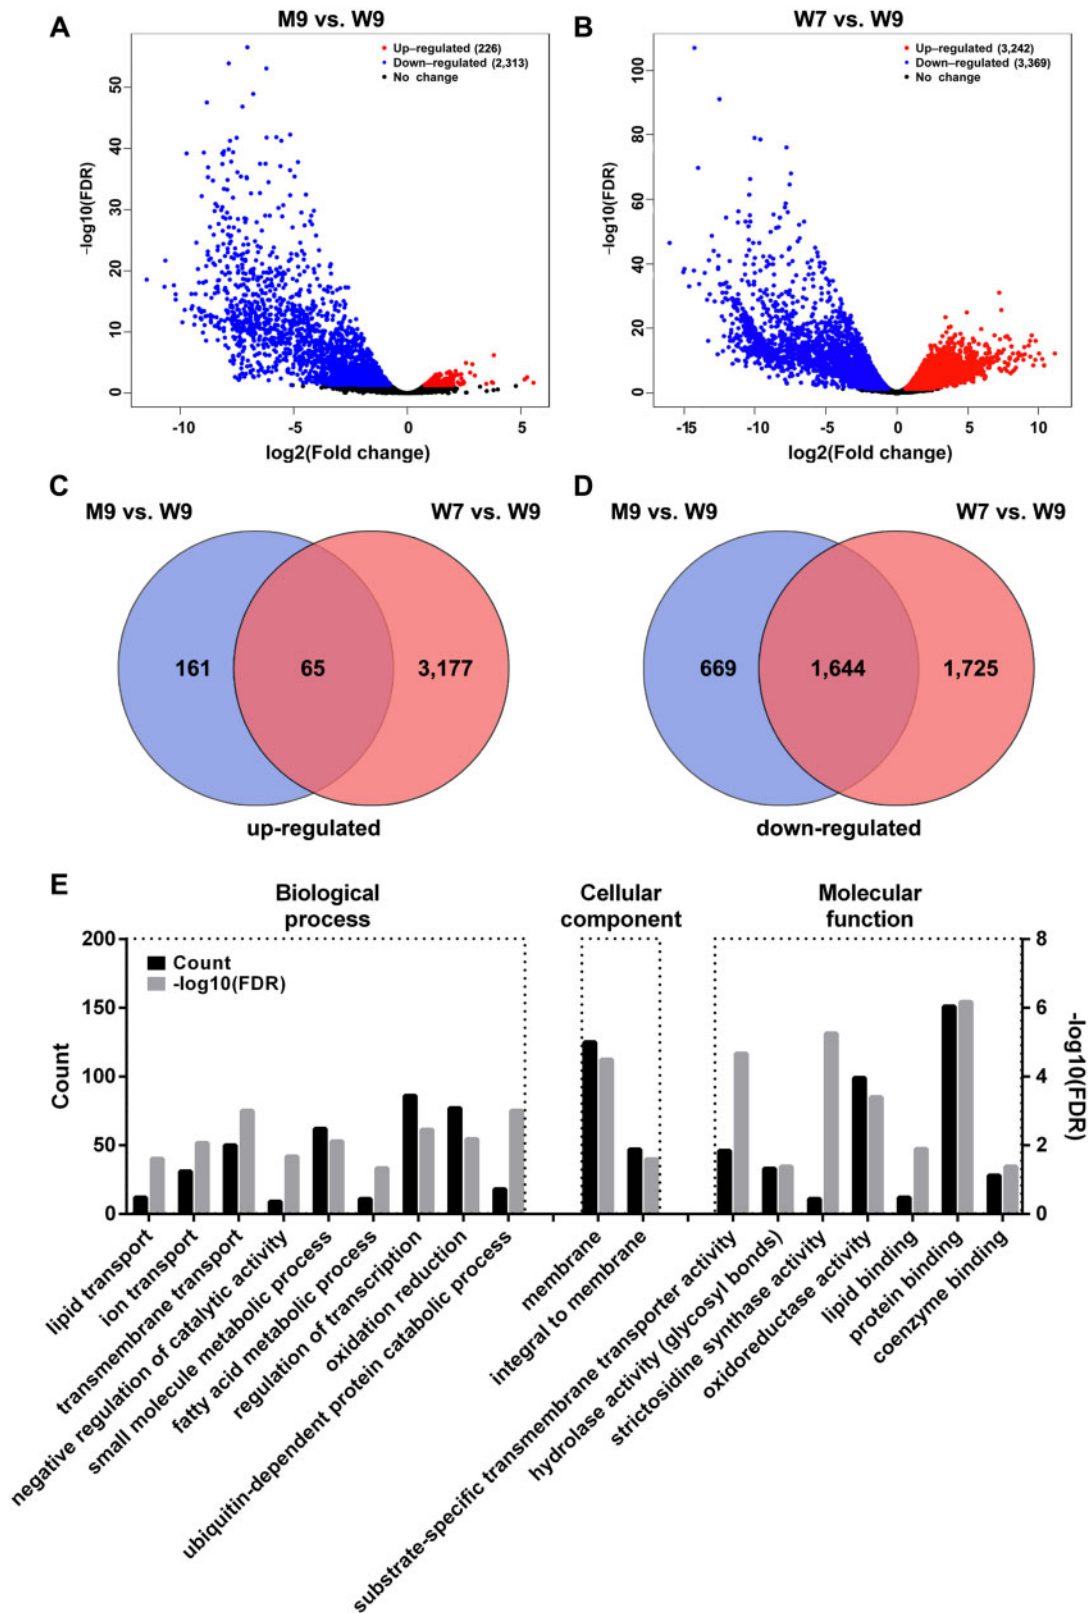 A
M9 vs. W9
Up–regulated (226)
Down–regulated (2,313)
No change
-log10(FDR)
50
40
30
20
10
0
-10
-5
0
5
log2(Fold change)
B
W7 vs. W9
Up–regulated (3,242)
Down–regulated (3,369)
No change
-log10(FDR)
100
80
60
40
20
0
-15
-10
-5
0
5
10
log2(Fold change)
C
M9 vs. W9
W7 vs. W9
161
65
3,177
up-regulated
D
M9 vs. W9
W7 vs. W9
669
1,644
1,725
down-regulated
E
Biological
process
Cellular
component
Molecular
function
Count
-log10(FDR)
Count
200
150
100
50
0
-log10(FDR)
8
6
4
2
0
lipid transport
ion transport
transmembrane transport
negative regulation of catalytic activity
small molecule metabolic process
fatty acid metabolic process
regulation of transcription
oxidation reduction
ubiquitin-dependent protein catabolic process
membrane
integral to membrane
substrate-specific transmembrane transporter activity
hydrolase activity (glycosyl bonds)
strictosidine synthase activity
oxidoreductase activity
lipid binding
protein binding
coenzyme binding